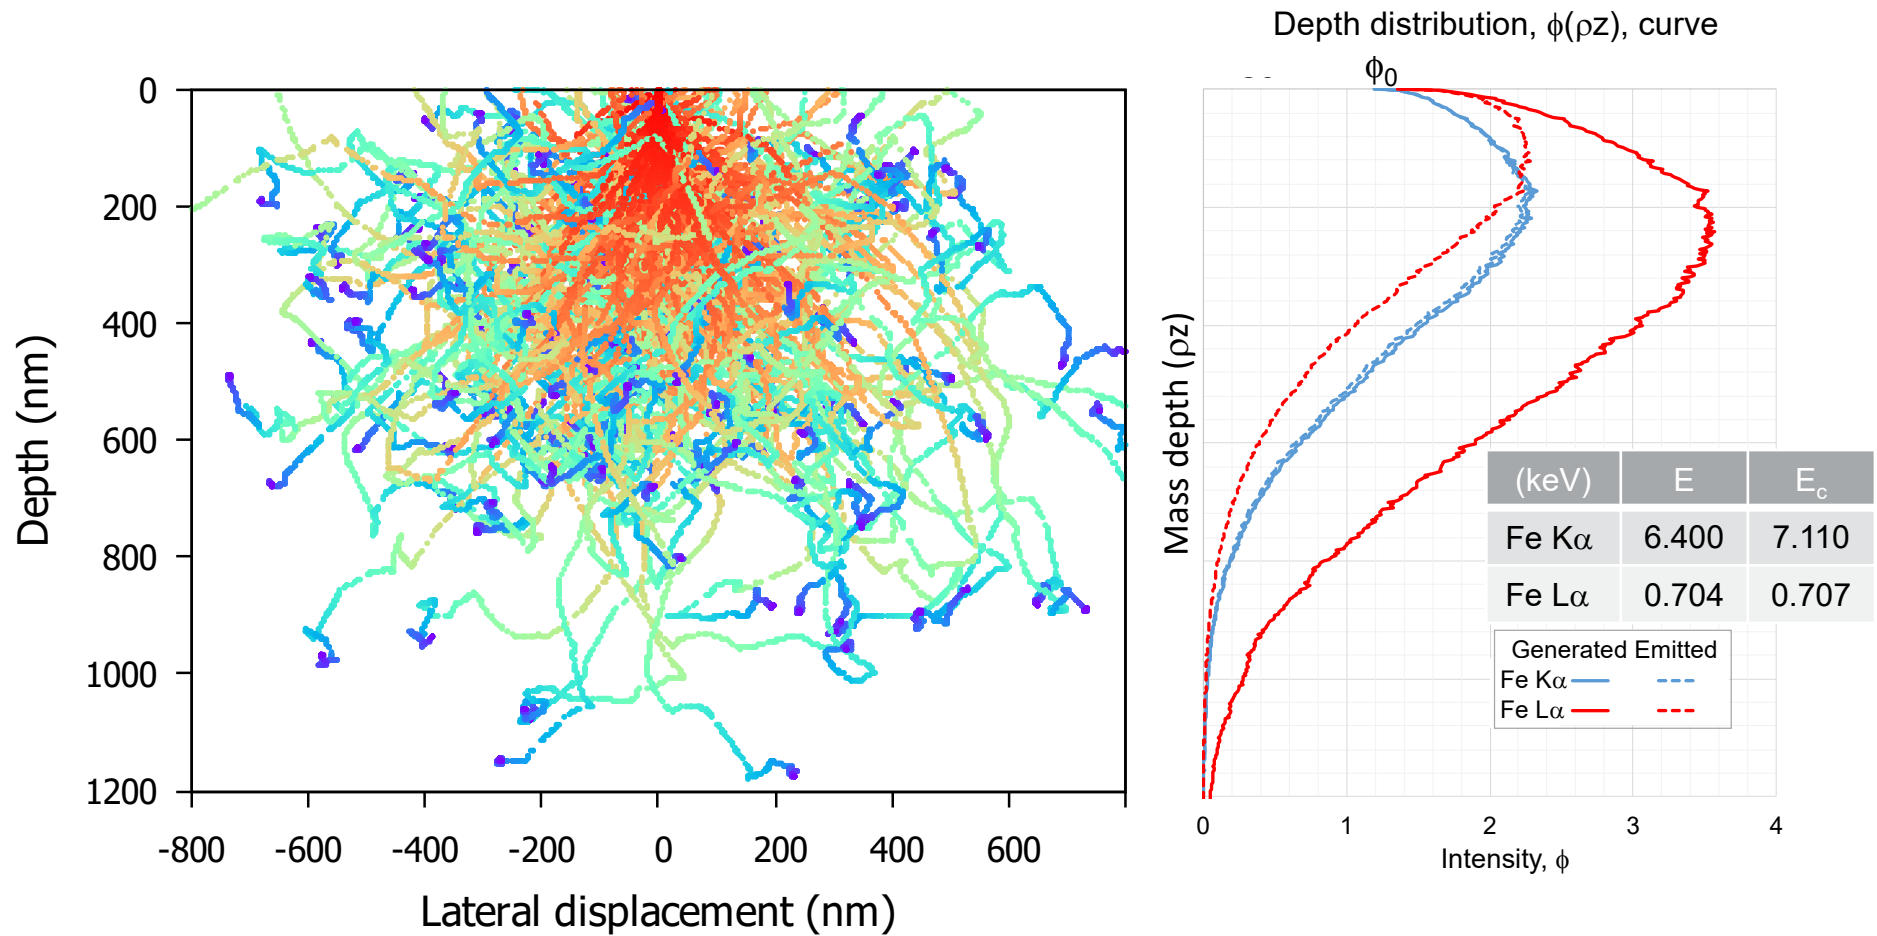 Depth distribution, ϕ(ρz), curve
ϕ0
0
200
400
600
800
1000
1200
Depth (nm)
-800 -600 -400 -200 0 200 400 600
Lateral displacement (nm)
Mass depth (ρz)
(keV) E Ec
Fe Kα 6.400 7.110
Fe Lα 0.704 0.707
Generated Emitted
Fe Kα
Fe Lα
0 1 2 3 4
Intensity, ϕ